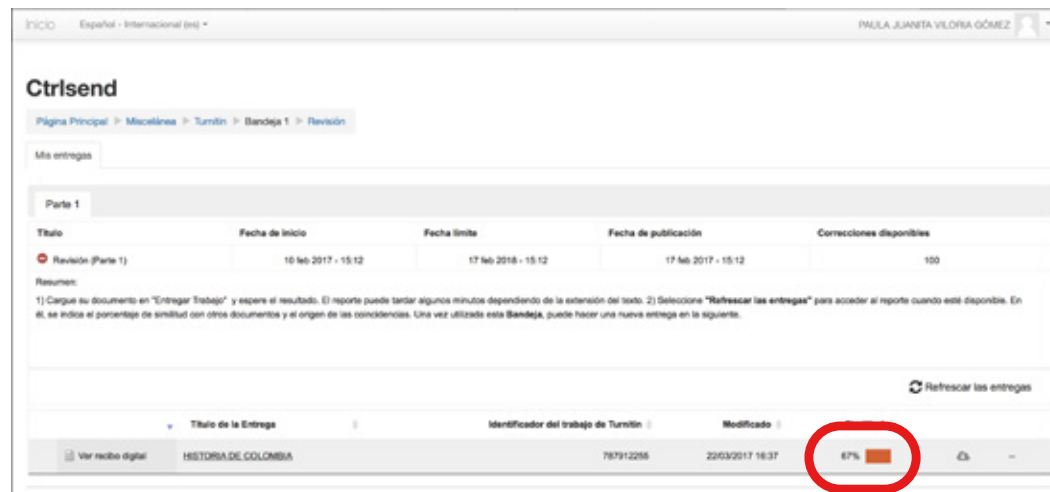 Inicio Español - Internacional (es) PAULA JUANITA VILORIA GÓMEZ
Ctrlsend
Página Principal Miscelánea Turnitin Bandeja 1 Revisión
Mis entregas
Parte 1
Título Fecha de inicio Fecha límite Fecha de publicación Correcciones disponibles
Revisión (Parte 1) 10 feb 2017 - 15:12 17 feb 2018 - 15:12 17 feb 2017 - 15:12 100
Resumen:
1) Cargue su documento en "Entregar Trabajo" y espere el resultado. El reporte puede tardar algunos minutos dependiendo de la extensión del texto. 2) Seleccione "Refrescar las entregas" para acceder al reporte cuando esté disponible. En
él, se indica el porcentaje de similitud con otros documentos y el origen de las coincidencias. Una vez utilizada esta Bandeja, puede hacer una nueva entrega en la siguiente.
Refrescar las entregas
Título de la Entrega Identificador del trabajo de Turnitin Modificado
Ver recibo digital HISTORIA DE COLOMBIA 787912255 22/03/2017 16:37 67% --